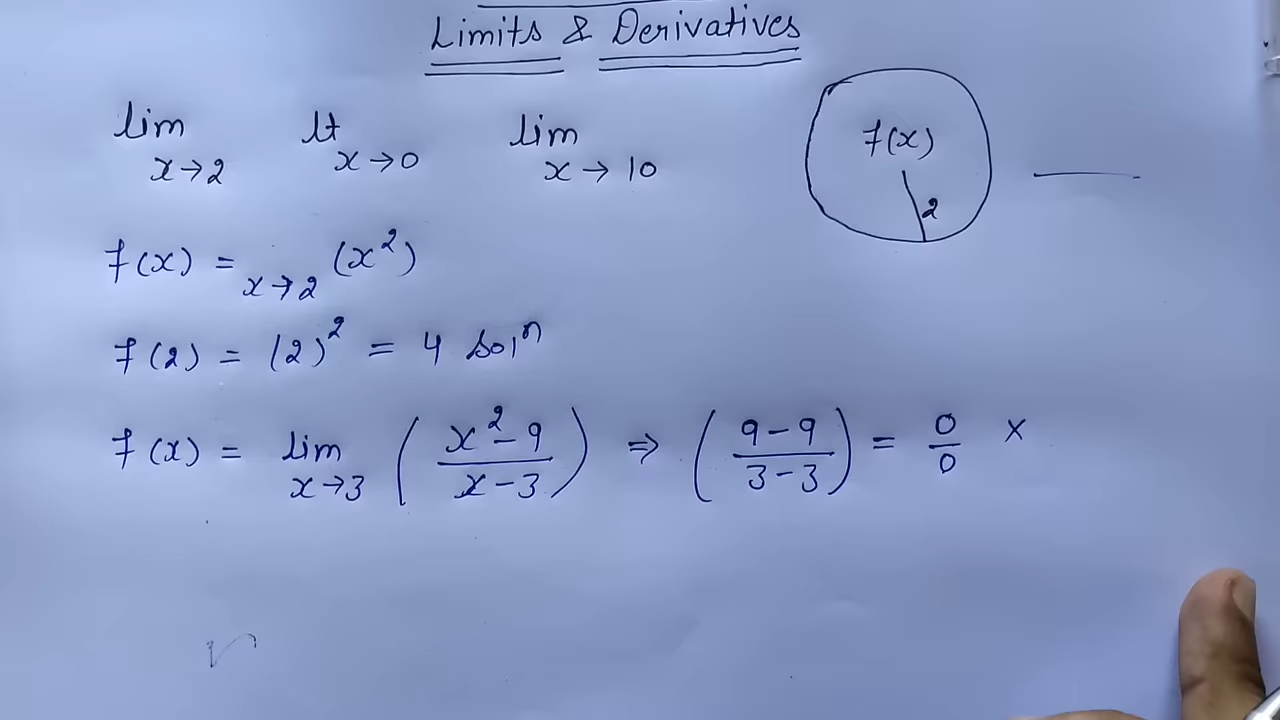 Limits & Derivatives
lim x→2 lt x→0 lim x→10
f(x)
2
f(x) = x→2 (x²)
f(2) = (2)² = 4 solⁿ
f(x) = lim x→3 ( x²-9 / x-3 ) ⇒ ( 9-9 / 3-3 ) = 0/0 ×